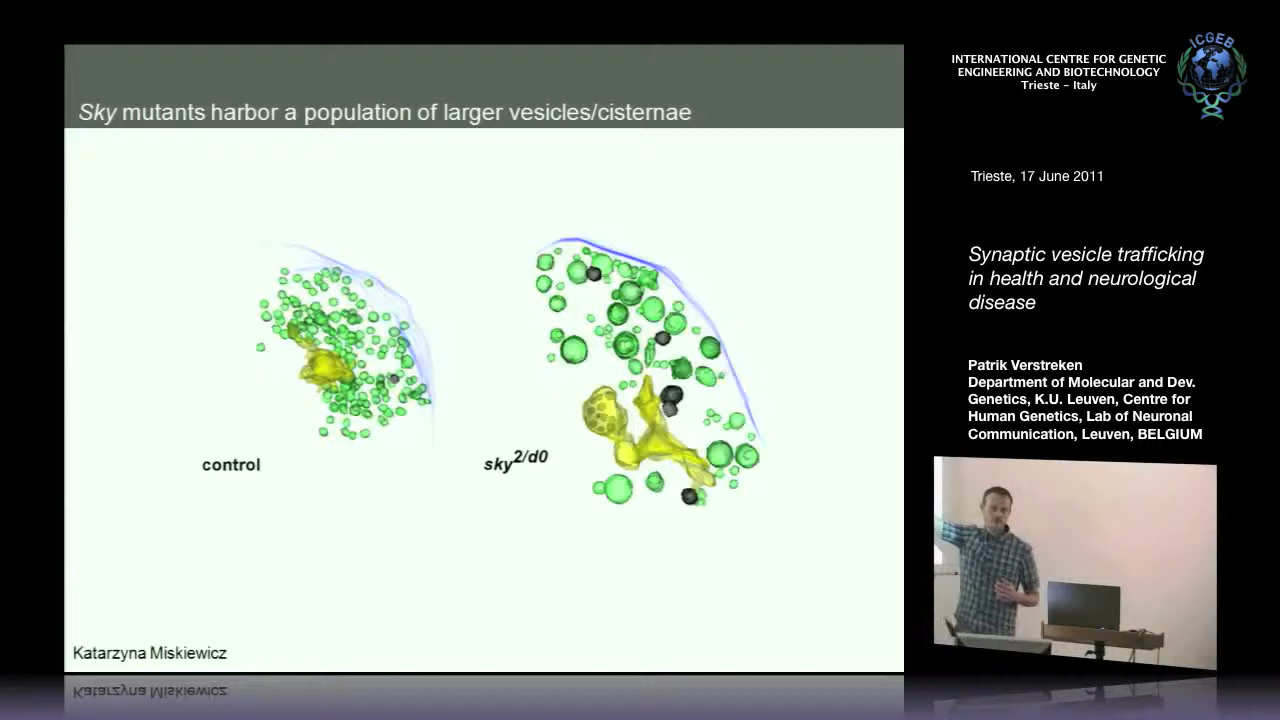 Sky mutants harbor a population of larger vesicles/cisternae
control
sky2/d0
Katarzyna Miskiewicz
INTERNATIONAL CENTRE FOR GENETIC
ENGINEERING AND BIOTECHNOLOGY
Trieste – Italy
ICGEB
Trieste, 17 June 2011
Synaptic vesicle trafficking
in health and neurological
disease
Patrik Verstreken
Department of Molecular and Dev.
Genetics, K.U. Leuven, Centre for
Human Genetics, Lab of Neuronal
Communication, Leuven, BELGIUM
Katarzyna Miskiewicz